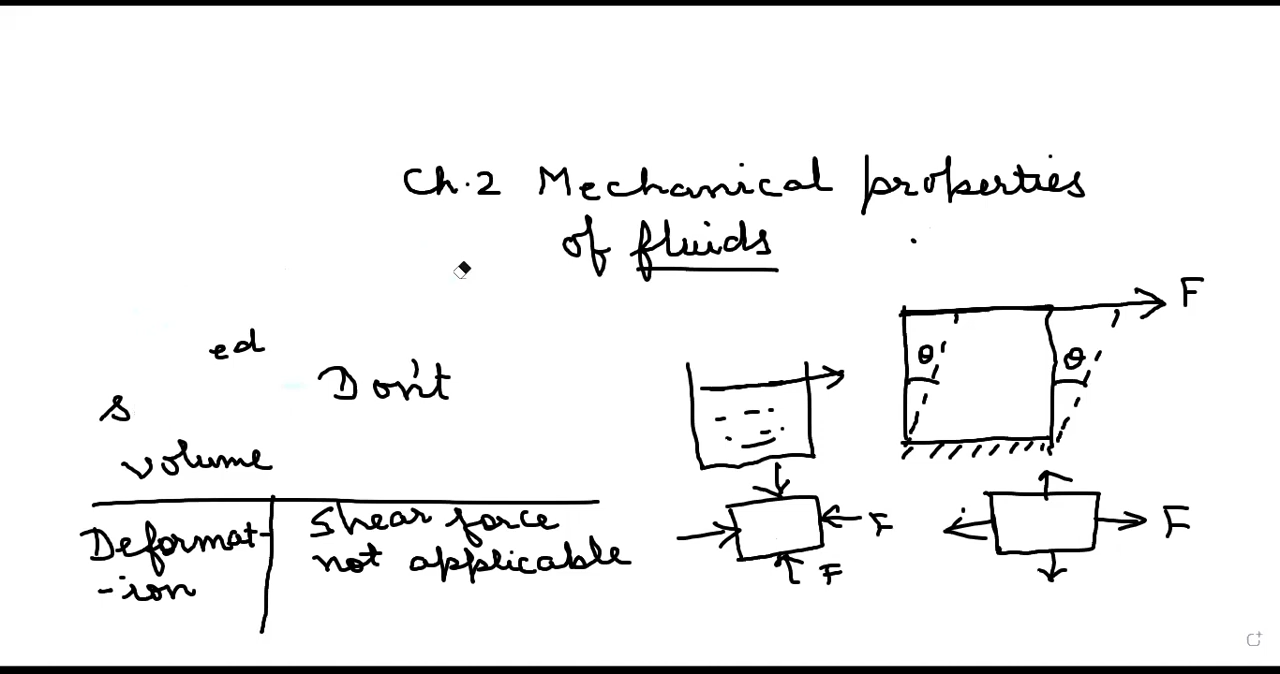 Ch.2 Mechanical properties
of fluids
F
ed
θ
θ
Don't
s
volume
Deformat-
-ion
Shear force
not applicable
F
F
F